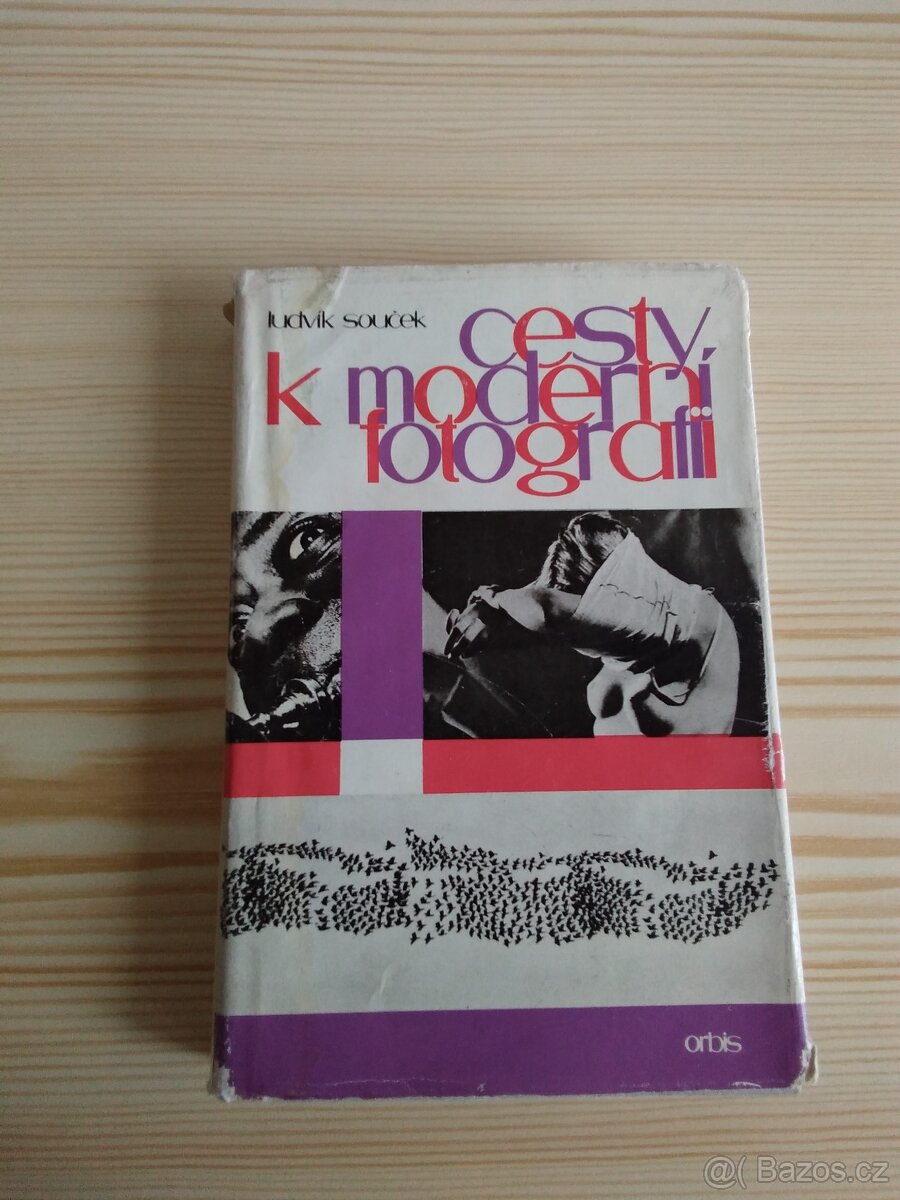 ludvík souček
cesty
k moderní
fotografii
orbis
@( Bazos.cz